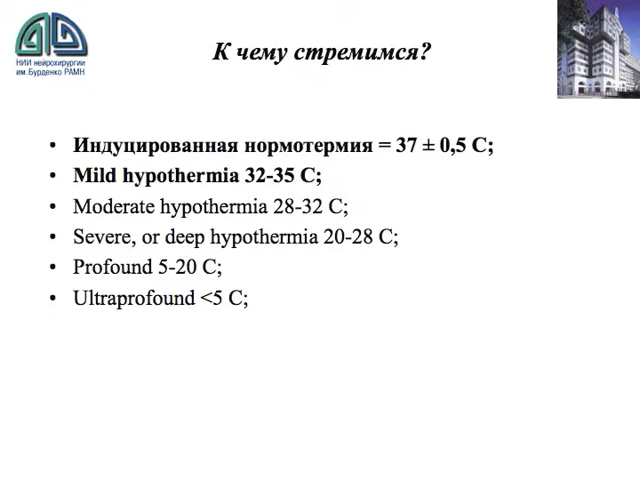 НИИ нейрохирургии
им.Бурденко РАМН
К чему стремимся?
• Индуцированная нормотермия = 37 ± 0,5 С;
• Mild hypothermia 32-35 C;
• Moderate hypothermia 28-32 C;
• Severe, or deep hypothermia 20-28 C;
• Profound 5-20 C;
• Ultraprofound <5 C;